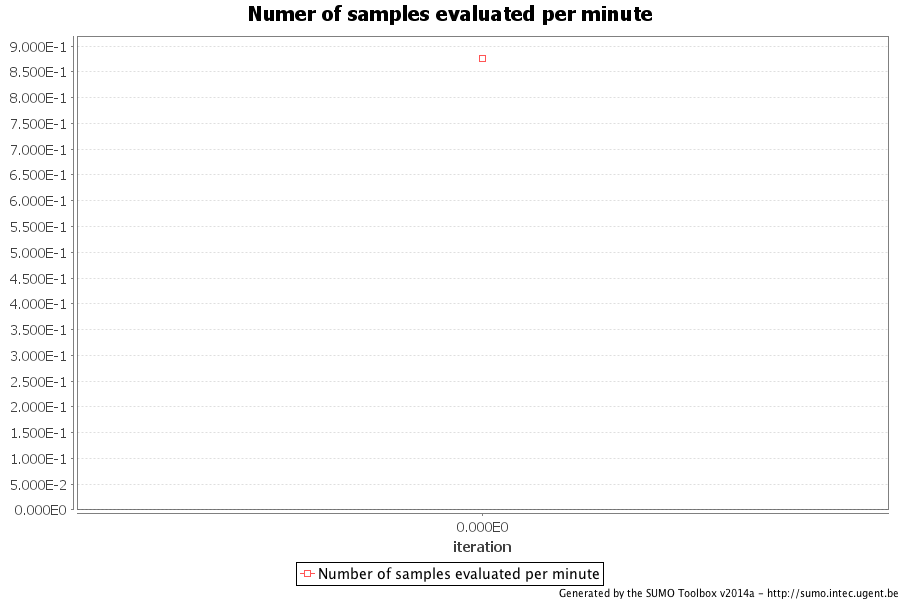 Numer of samples evaluated per minute
9.000E-1
8.500E-1
8.000E-1
7.500E-1
7.000E-1
6.500E-1
6.000E-1
5.500E-1
5.000E-1
4.500E-1
4.000E-1
3.500E-1
3.000E-1
2.500E-1
2.000E-1
1.500E-1
1.000E-1
5.000E-2
0.000E0
0.000E0
iteration
Number of samples evaluated per minute
Generated by the SUMO Toolbox v2014a - http://sumo.intec.ugent.be